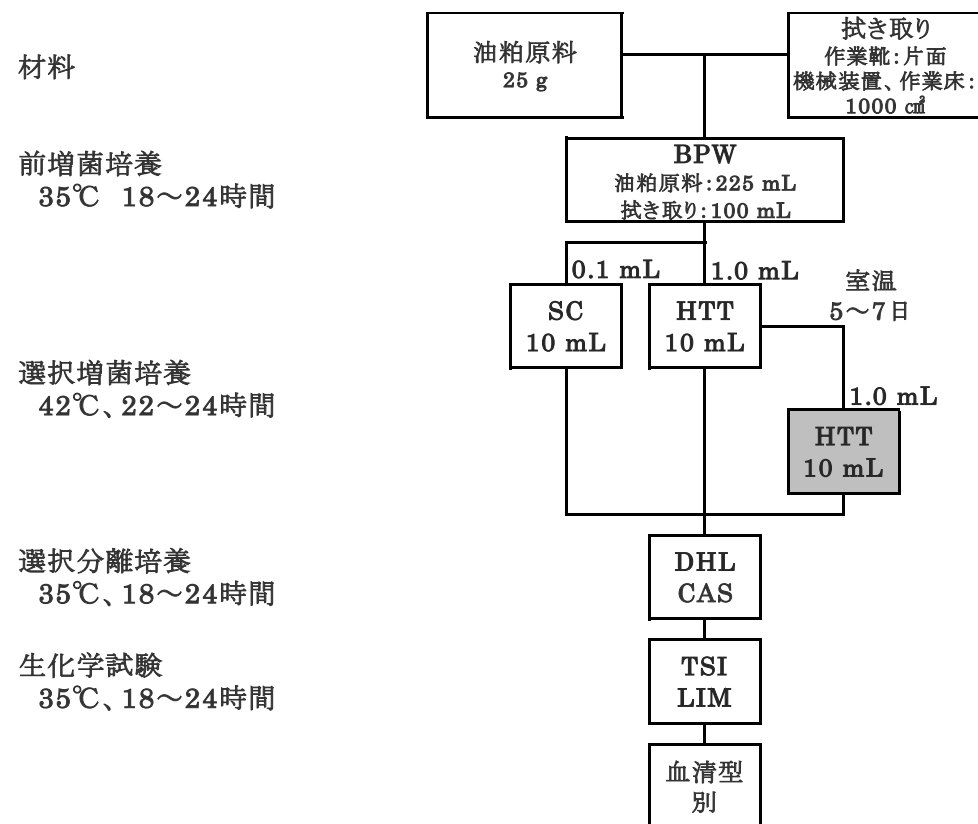 材料
油粕原料
25 g
拭き取り
作業靴:片面
機械装置、作業床:
1000 ㎠
前増菌培養
35℃ 18～24時間
BPW
油粕原料:225 mL
拭き取り:100 mL
0.1 mL
1.0 mL
室温
5～7日
SC
10 mL
HTT
10 mL
選択増菌培養
42℃、22～24時間
1.0 mL
HTT
10 mL
選択分離培養
35℃、18～24時間
DHL
CAS
生化学試験
35℃、18～24時間
TSI
LIM
血清型
別